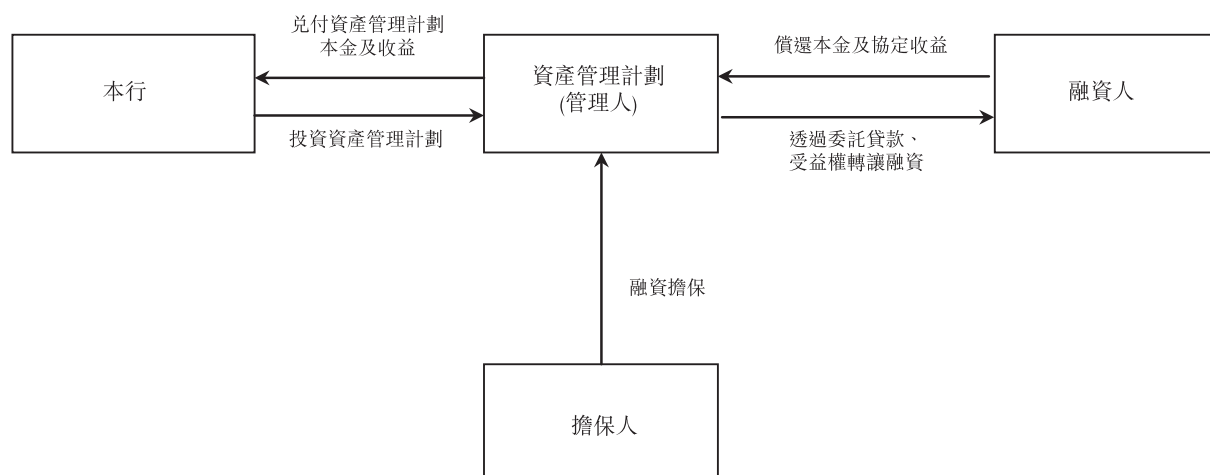 兑付資產管理計劃
本金及收益
本行
投資資產管理計劃
資產管理計劃
(管理人)
償還本金及協定收益
融資人
透過委託貸款、
受益權轉讓融資
融資擔保
擔保人